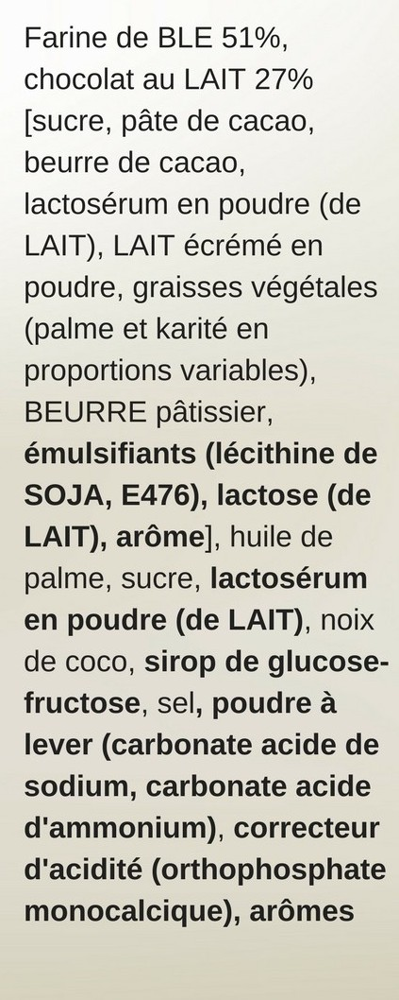 Farine de BLE 51%,
chocolat au LAIT 27%
[sucre, pâte de cacao,
beurre de cacao,
lactosérum en poudre (de
LAIT), LAIT écrémé en
poudre, graisses végétales
(palme et karité en
proportions variables),
BEURRE pâtissier,
émulsifiants (lécithine de
SOJA, E476), lactose (de
LAIT), arôme], huile de
palme, sucre, lactosérum
en poudre (de LAIT), noix
de coco, sirop de glucose-
fructose, sel, poudre à
lever (carbonate acide de
sodium, carbonate acide
d'ammonium), correcteur
d'acidité (orthophosphate
monocalcique), arômes